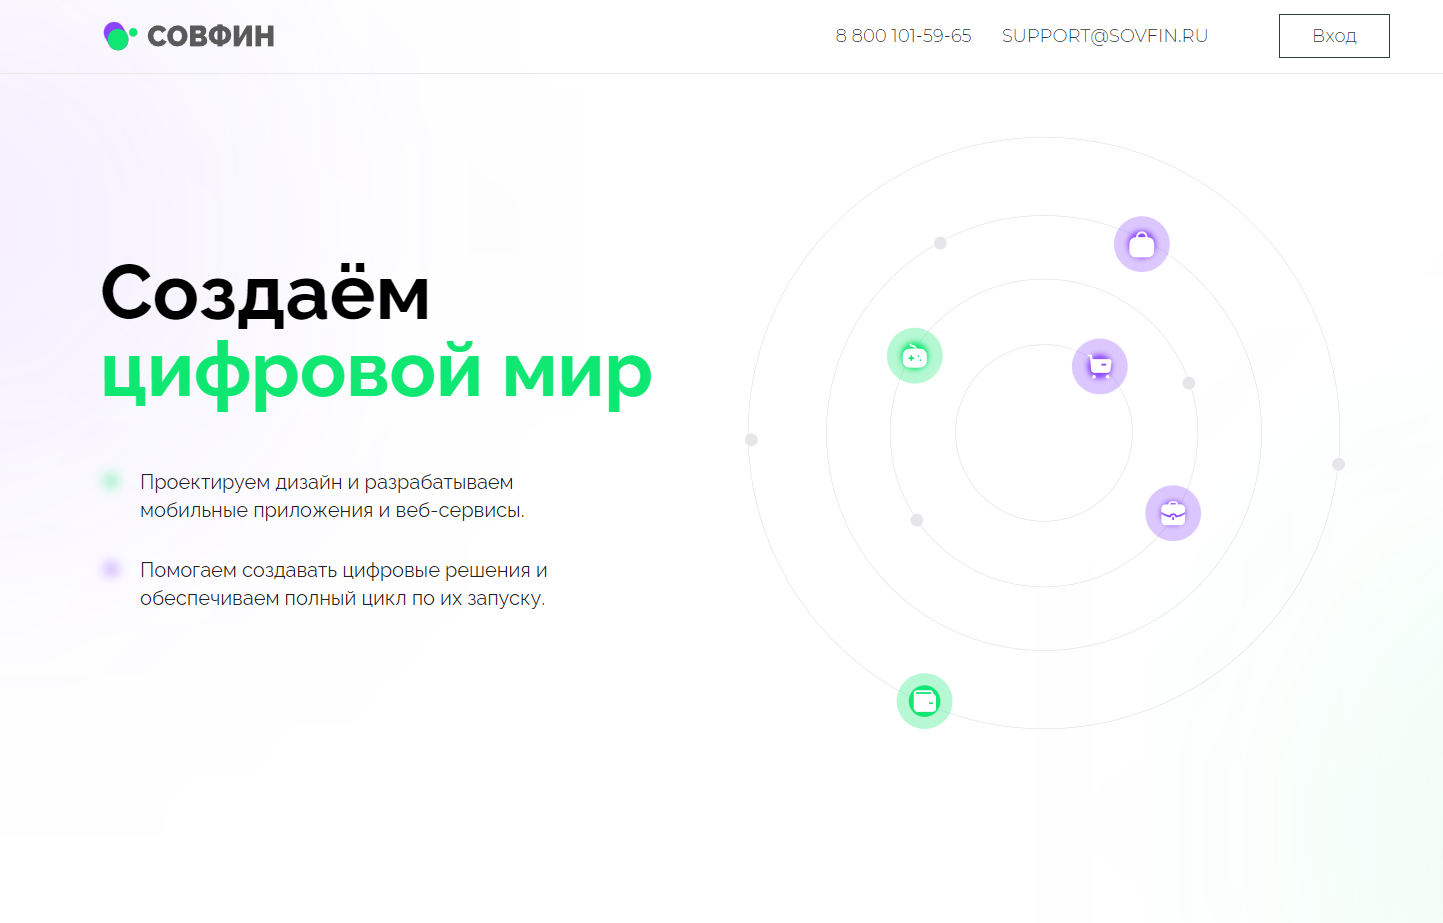 СОВФИН
8 800 101-59-65
SUPPORT@SOVFIN.RU
Вход
Создаём
цифровой мир
Проектируем дизайн и разрабатываем
мобильные приложения и веб-сервисы.
Помогаем создавать цифровые решения и
обеспечиваем полный цикл по их запуску.